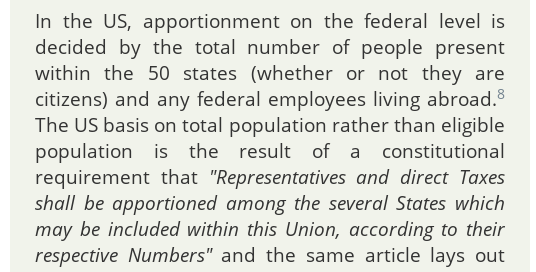 In the US, apportionment on the federal level is
decided by the total number of people present
within the 50 states (whether or not they are
citizens) and any federal employees living abroad.8
The US basis on total population rather than eligible
population is the result of a constitutional
requirement that "Representatives and direct Taxes
shall be apportioned among the several States which
may be included within this Union, according to their
respective Numbers" and the same article lays out